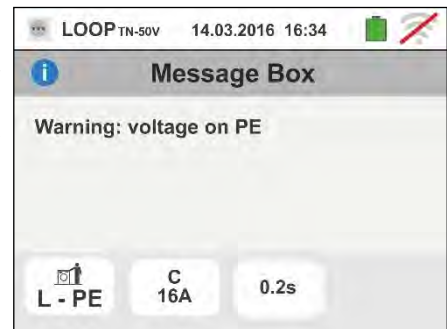 LOOP TN-50V 14.03.2016 16:34
Message Box
Warning: voltage on PE
L - PE
C
16A
0.2s